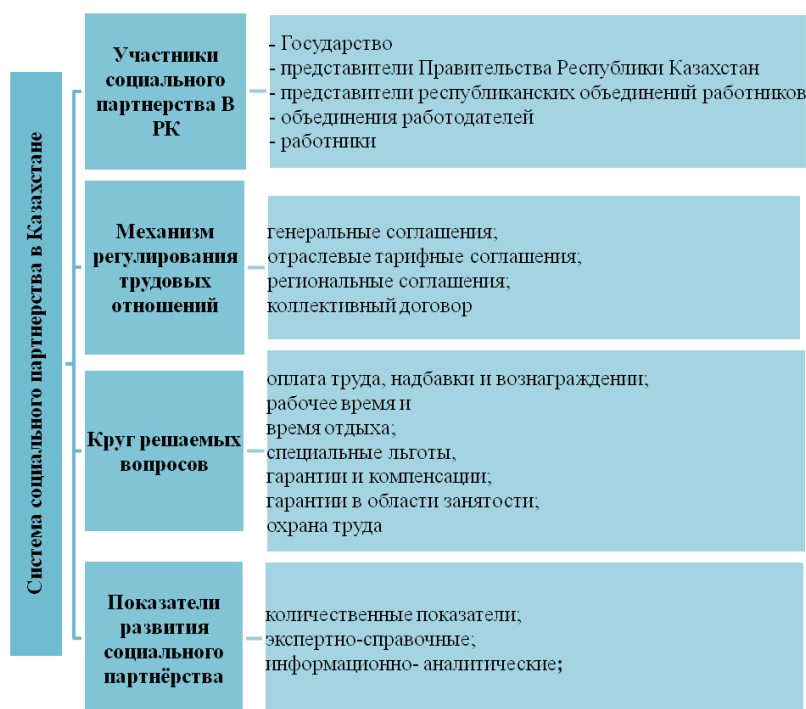 Система социального партнерства в Казахстане
Участники
социального
партнерства В
РК
- Государство
- представители Правительства Республики Казахстан
- представители республиканских объединений работников
- объединения работодателей
- работники
Механизм
регулирования
трудовых
отношений
генеральные соглашения;
отраслевые тарифные соглашения;
региональные соглашения;
коллективный договор
Круг решаемых
вопросов
оплата труда, надбавки и вознаграждении;
рабочее время и
время отдыха;
специальные льготы,
гарантии и компенсации;
гарантии в области занятости;
охрана труда
Показатели
развития
социального
партнёрства
количественные показатели;
экспертно-справочные;
информационно- аналитические;